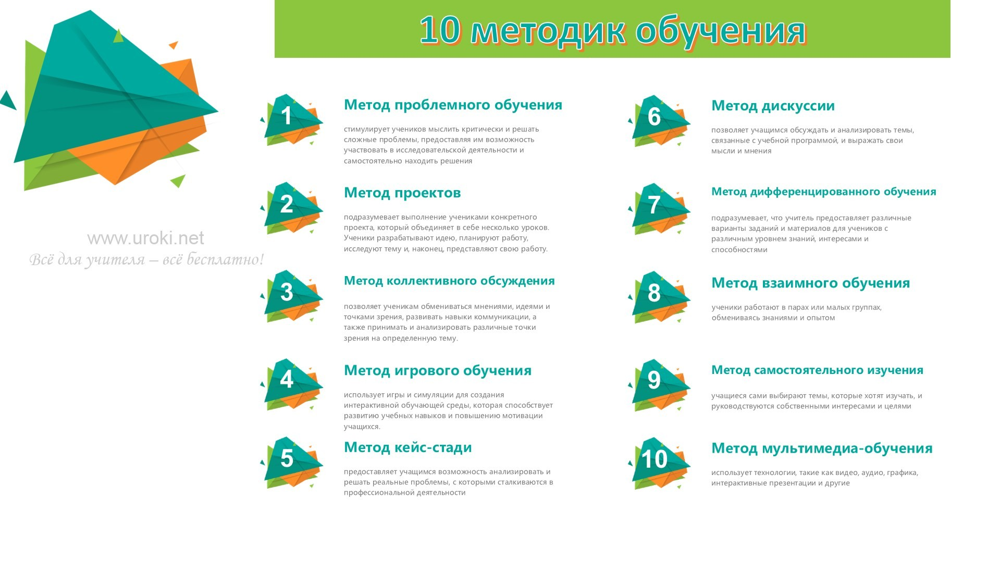 10 методик обучения
www.uroki.net
Всё для учителя – всё бесплатно!
1
Метод проблемного обучения
стимулирует учеников мыслить критически и решать
сложные проблемы, предоставляя им возможность
участвовать в исследовательской деятельности и
самостоятельно находить решения
2
Метод проектов
подразумевает выполнение учениками конкретного
проекта, который объединяет в себе несколько уроков.
Ученики разрабатывают идею, планируют работу,
исследуют тему и, наконец, представляют свою работу.
3
Метод коллективного обсуждения
позволяет ученикам обмениваться мнениями, идеями и
точками зрения, развивать навыки коммуникации, а
также принимать и анализировать различные точки
зрения на определенную тему.
4
Метод игрового обучения
использует игры и симуляции для создания
интерактивной обучающей среды, которая способствует
развитию учебных навыков и повышению мотивации
учащихся.
5
Метод кейс-стади
предоставляет учащимся возможность анализировать и
решать реальные проблемы, с которыми сталкиваются в
профессиональной деятельности
6
Метод дискуссии
позволяет учащимся обсуждать и анализировать темы,
связанные с учебной программой, и выражать свои
мысли и мнения
7
Метод дифференцированного обучения
подразумевает, что учитель предоставляет различные
варианты заданий и материалов для учеников с
различным уровнем знаний, интересами и
способностями
8
Метод взаимного обучения
ученики работают в парах или малых группах,
обмениваясь знаниями и опытом
9
Метод самостоятельного изучения
учащиеся сами выбирают темы, которые хотят изучать, и
руководствуются собственными интересами и целями
10
Метод мультимедиа-обучения
использует технологии, такие как видео, аудио, графика,
интерактивные презентации и другие